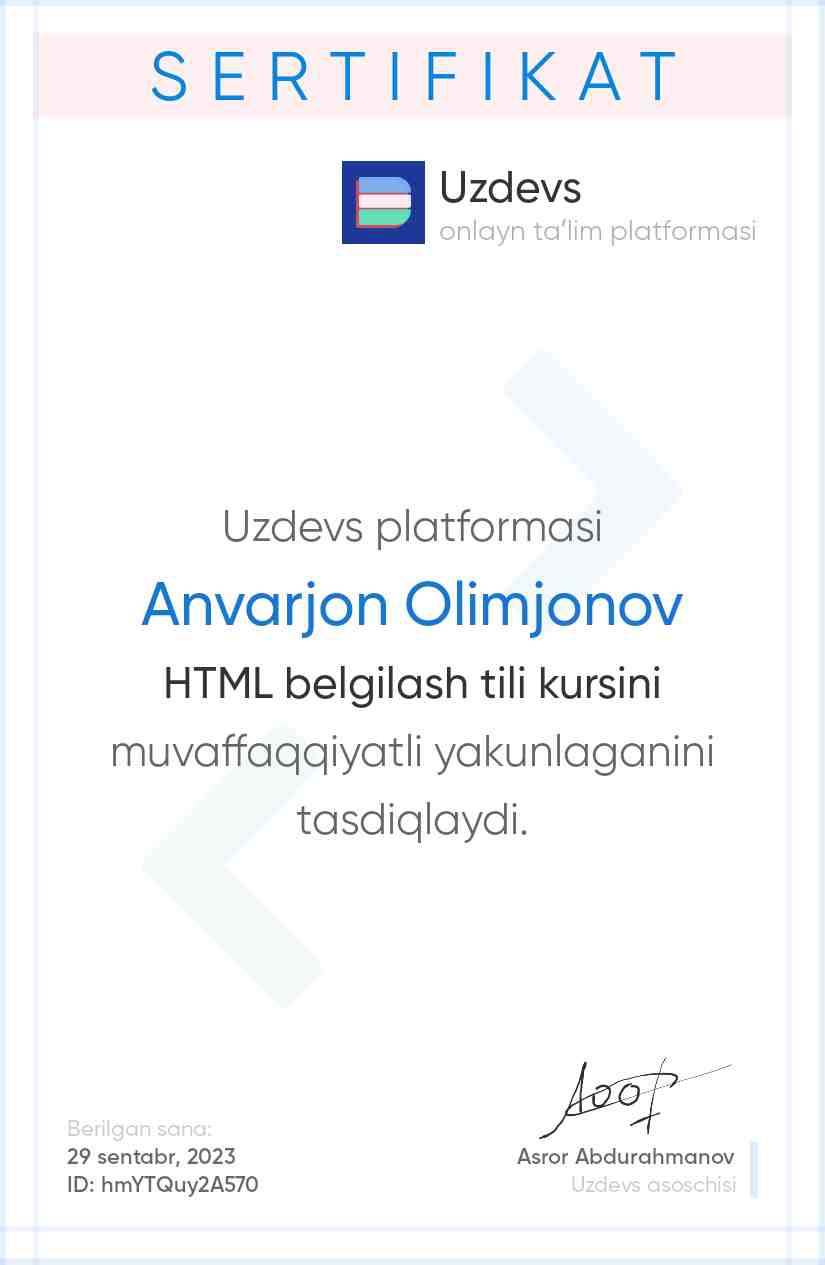 SERTIFIKAT
Uzdevs
onlayn ta‘lim platformasi
Uzdevs platformasi
Anvarjon Olimjonov
HTML belgilash tili kursini
muvaffaqqiyatli yakunlaganini
tasdiqlaydi.
Berilgan sana:
29 sentabr, 2023
ID: hmYTQuy2A570
Asror Abdurahmanov
Uzdevs asoschisi